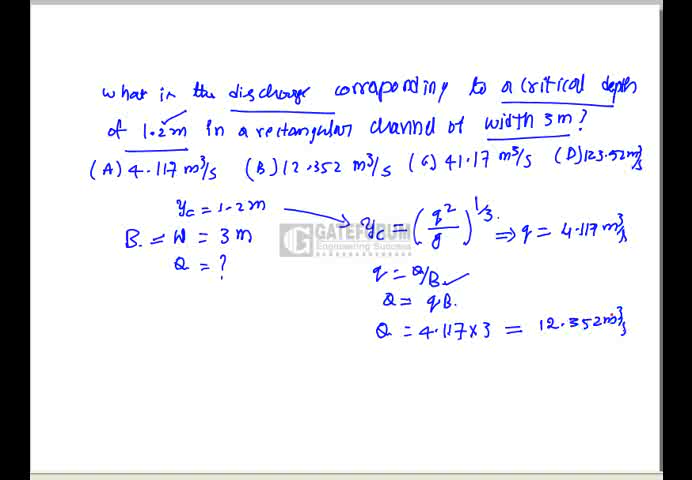 what in the discharge correponding to a critical depth
of 1.2m in a rectangular channel of width 3m?
(A) 4.117 m³/s (B) 12.352 m³/s (C) 41.17 m³/s (D) 123.52 m³/s
yc = 1.2m
B = W = 3m
Q = ?
yc = (q²/g)^1/3 ⇒ q = 4.117 m³/s
GATEFORUM
Engineering Success
q = Q/B
Q = qB.
Q = 4.117 x 3 = 12.352 m³/s